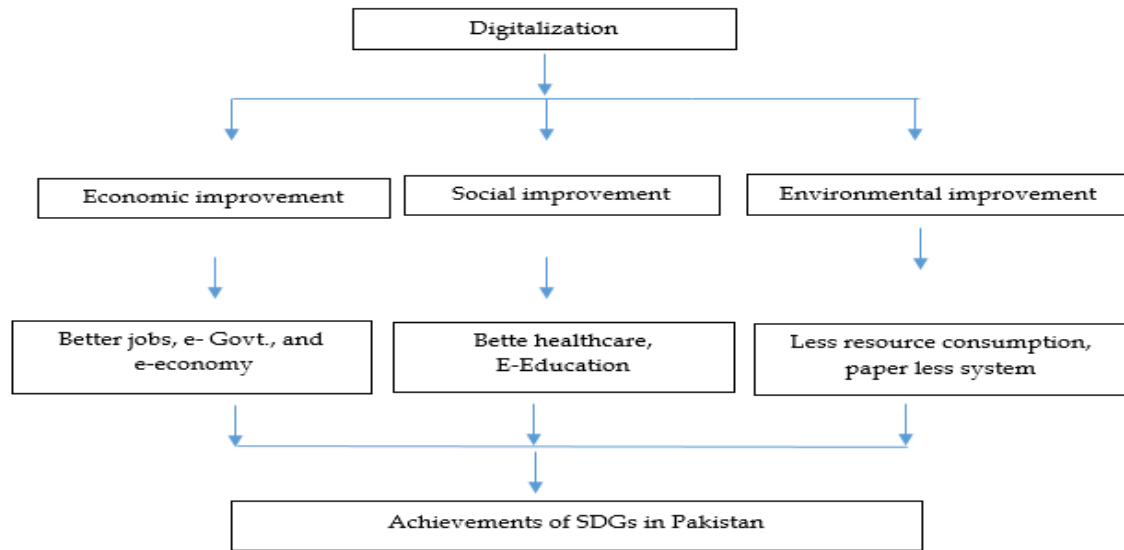 Digitalization
Economic improvement
Social improvement
Environmental improvement
Better jobs, e- Govt., and
e-economy
Bette healthcare,
E-Education
Less resource consumption,
paper less system
Achievements of SDGs in Pakistan